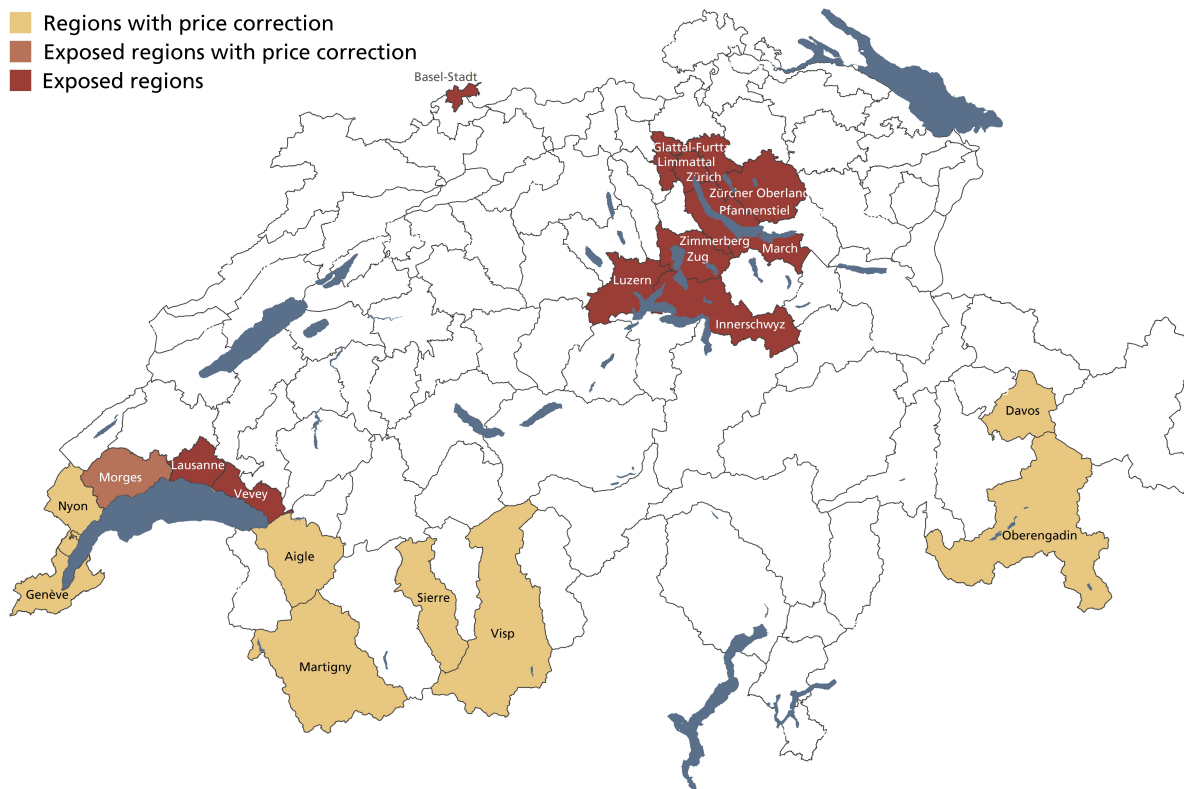 Regions with price correction
Exposed regions with price correction
Exposed regions
Basel-Stadt
Glattal-Furtta
Limmattal
Zürich
Zürcher Oberland
Pfannenstiel
Zimmerberg
March
Zug
Luzern
Innerschwyz
Davos
Lausanne
Morges
Vevey
Nyon
Oberengadin
Aigle
Genève
Sierre
Visp
Martigny